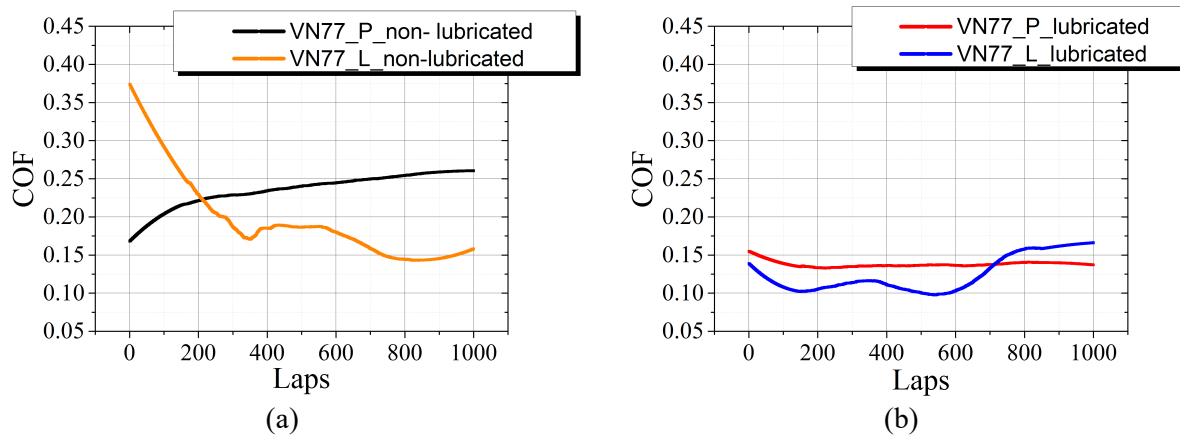 VN77_P_non- lubricated
VN77_L_non-lubricated
0.45
0.40
0.35
0.30
0.25
0.20
0.15
0.10
0.05
COF
0 200 400 600 800 1000
Laps
(a)
VN77_P_lubricated
VN77_L_lubricated
0.45
0.40
0.35
0.30
0.25
0.20
0.15
0.10
0.05
COF
0 200 400 600 800 1000
Laps
(b)